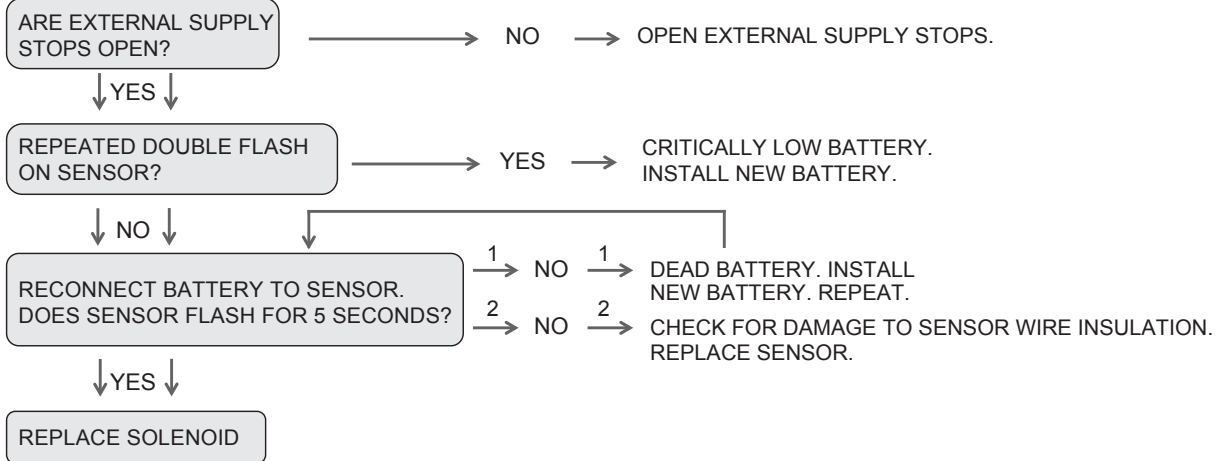 ARE EXTERNAL SUPPLY
STOPS OPEN?
NO
OPEN EXTERNAL SUPPLY STOPS.
YES
REPEATED DOUBLE FLASH
ON SENSOR?
YES
CRITICALLY LOW BATTERY.
INSTALL NEW BATTERY.
NO
RECONNECT BATTERY TO SENSOR.
DOES SENSOR FLASH FOR 5 SECONDS?
1 NO 1
DEAD BATTERY. INSTALL
NEW BATTERY. REPEAT.
2 NO 2
CHECK FOR DAMAGE TO SENSOR WIRE INSULATION.
REPLACE SENSOR.
YES
REPLACE SOLENOID